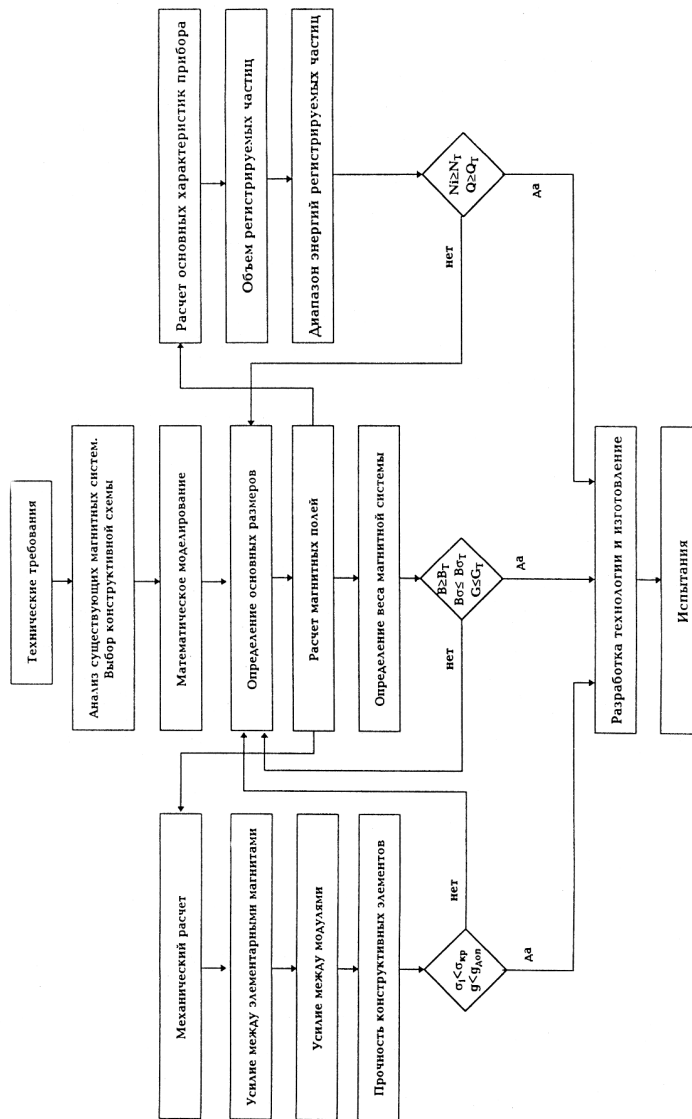 Технические требования
Анализ существующих магнитных систем.
Выбор конструктивной схемы
Математическое моделирование
Определение основных размеров
Расчет магнитных полей
Определение веса магнитной системы
B≥B_T
Bσ≤ Bσ_T
G≤G_T
нет
да
Механический расчет
Усилие между элементарными магнитами
Усилие между модулями
Прочность конструктивных элементов
σ_i<σ_кр
g<g_доп
нет
да
Расчет основных характеристик прибора
Объем регистрируемых частиц
Диапазон энергий регистрируемых частиц
Ni≥N_T
Q≥Q_T
нет
да
Разработка технологии и изготовление
Испытания